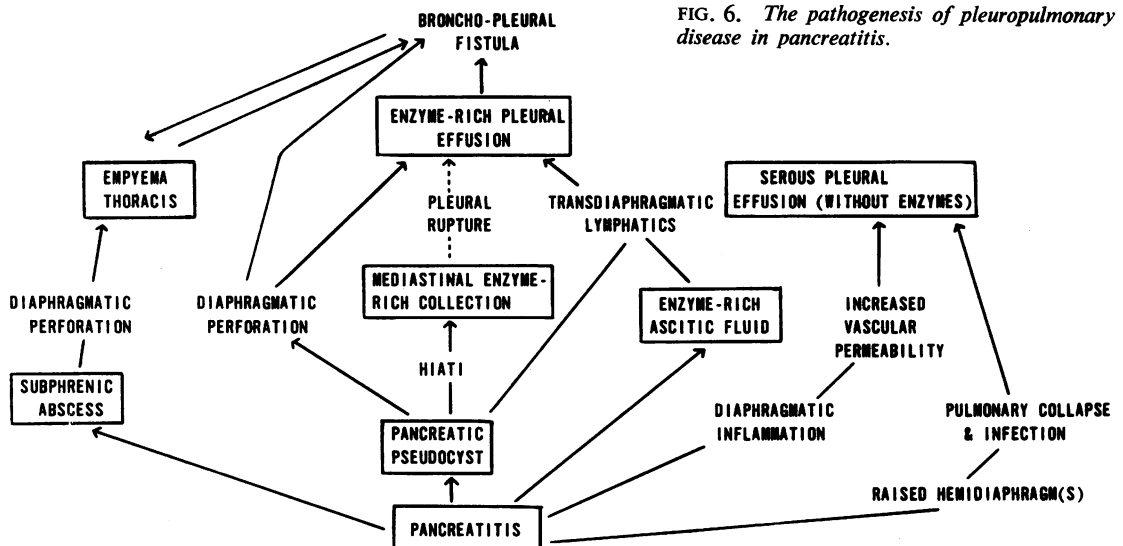 FIG. 6. The pathogenesis of pleuropulmonary
disease in pancreatitis.
BRONCHO-PLEURAL
FISTULA
ENZYME-RICH PLEURAL
EFFUSION
EMPYEMA
THORACIS
PLEURAL
RUPTURE
TRANSDIAPHRAGMATIC
LYMPHATICS
SEROUS PLEURAL
EFFUSION (WITHOUT ENZYMES)
DIAPHRAGMATIC
PERFORATION
DIAPHRAGMATIC
PERFORATION
MEDIASTINAL ENZYME-
RICH COLLECTION
ENZYME-RICH
ASCITIC FLUID
INCREASED
VASCULAR
PERMEABILITY
SUBPHRENIC
ABSCESS
HIATI
PANCREATIC
PSEUDOCYST
DIAPHRAGMATIC
INFLAMMATION
PULMONARY COLLAPSE
& INFECTION
RAISED HEMIDIAPHRAGM(S)
PANCREATITIS